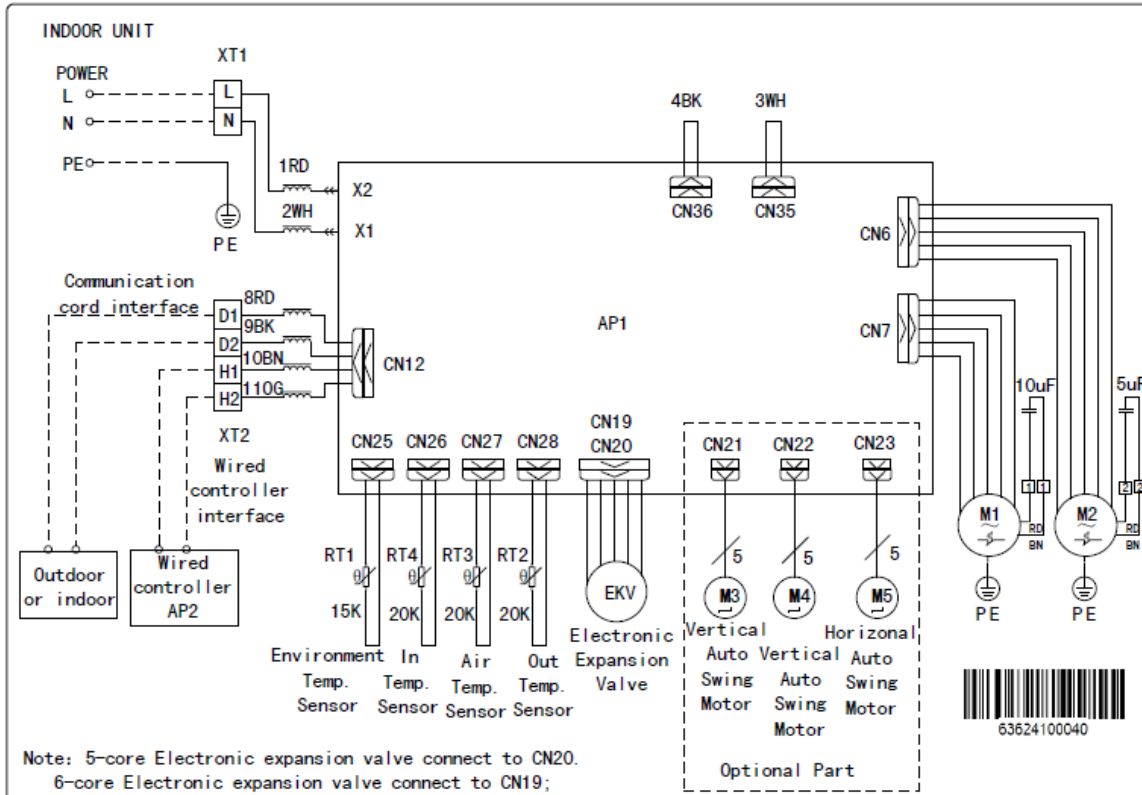 INDOOR UNIT
POWER
XT1
L
L
N
N
PE
PE
1RD
X2
2WH
X1
4BK
3WH
CN36
CN35
CN6
CN7
AP1
Communication
cord interface
8RD
D1
9BK
D2
10BN
H1
11OG
H2
CN12
XT2
Wired
controller
interface
Outdoor
or indoor
Wired
controller
AP2
CN25
CN26
CN27
CN28
CN19
CN20
CN21
CN22
CN23
RT1
RT4
RT3
RT2
θ
θ
θ
θ
15K
20K
20K
20K
Environment
Temp.
Sensor
In
Temp.
Sensor
Air
Temp.
Sensor
Out
Temp.
Sensor
EKV
Electronic
Expansion
Valve
5
5
5
M3
M4
M5
Vertical
Auto
Swing
Motor
Vertical
Auto
Swing
Motor
Horizonal
Auto
Swing
Motor
Optional Part
10uF
5uF
1 1
2 2
M1
~
RD
BN
M2
~
RD
BN
PE
PE
63624100040
Note: 5-core Electronic expansion valve connect to CN20.
6-core Electronic expansion valve connect to CN19;